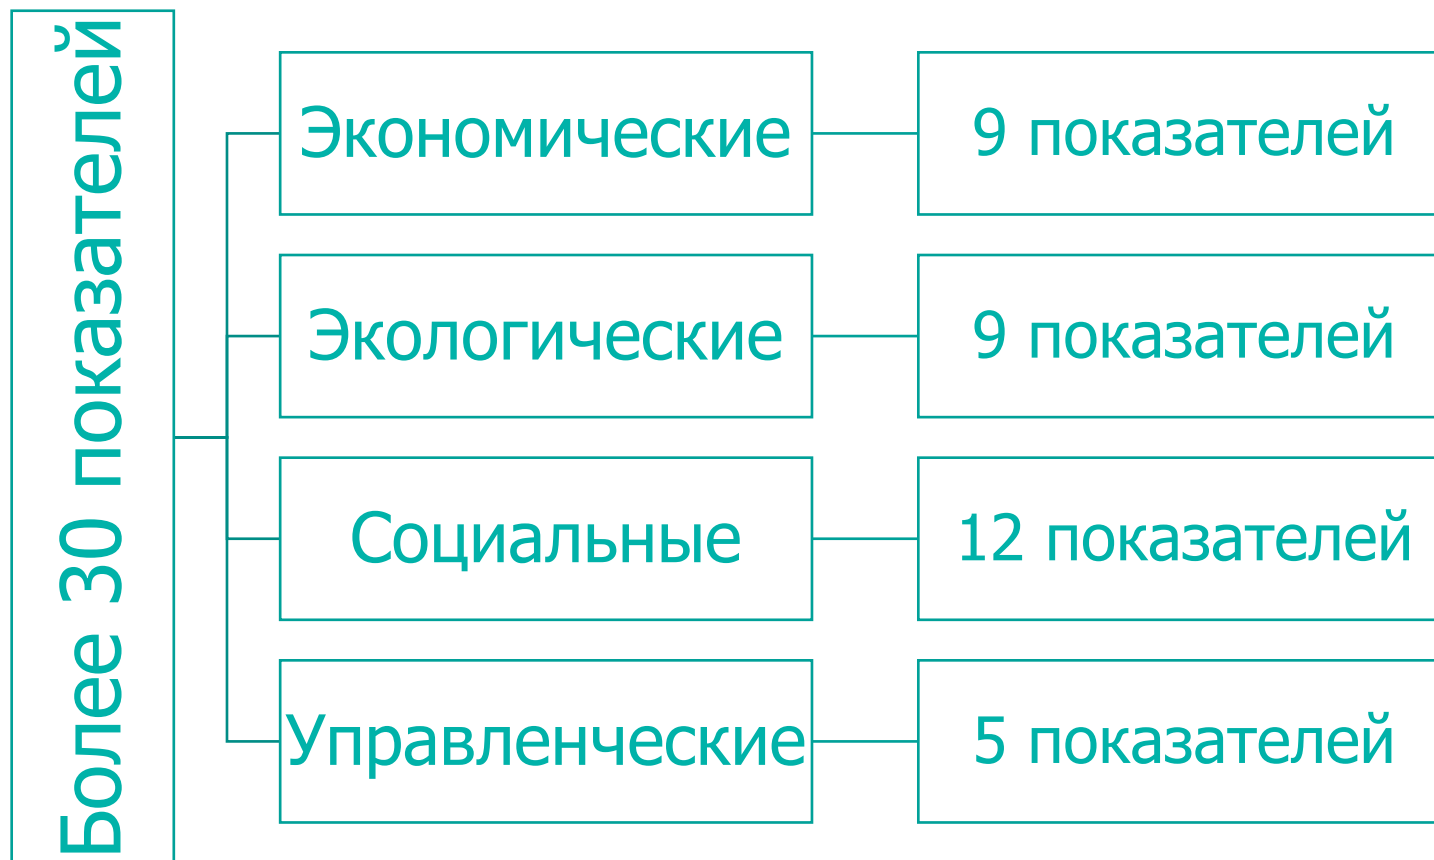 Более 30 показателей
Экономические
9 показателей
Экологические
9 показателей
Социальные
12 показателей
Управленческие
5 показателей